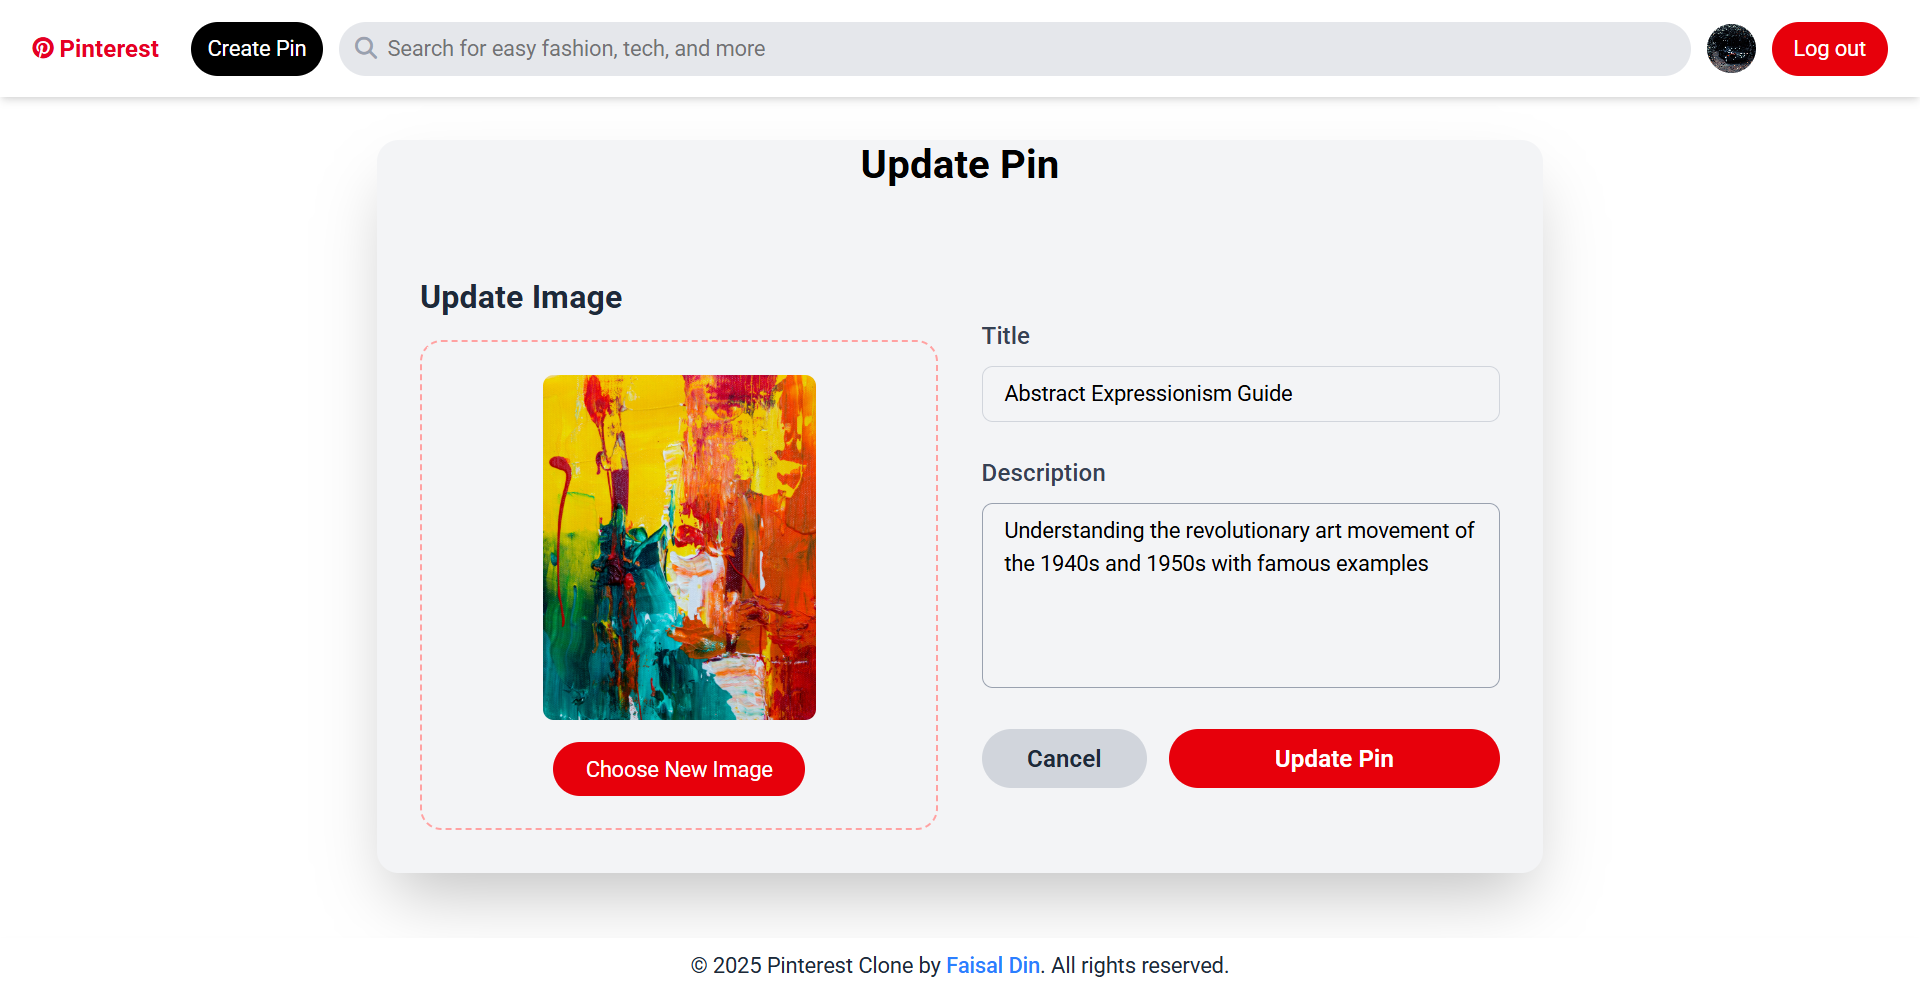 Pinterest
Create Pin
Search for easy fashion, tech, and more
Log out
Update Pin
Update Image
Choose New Image
Title
Abstract Expressionism Guide
Description
Understanding the revolutionary art movement of
the 1940s and 1950s with famous examples
Cancel
Update Pin
© 2025 Pinterest Clone by Faisal Din. All rights reserved.